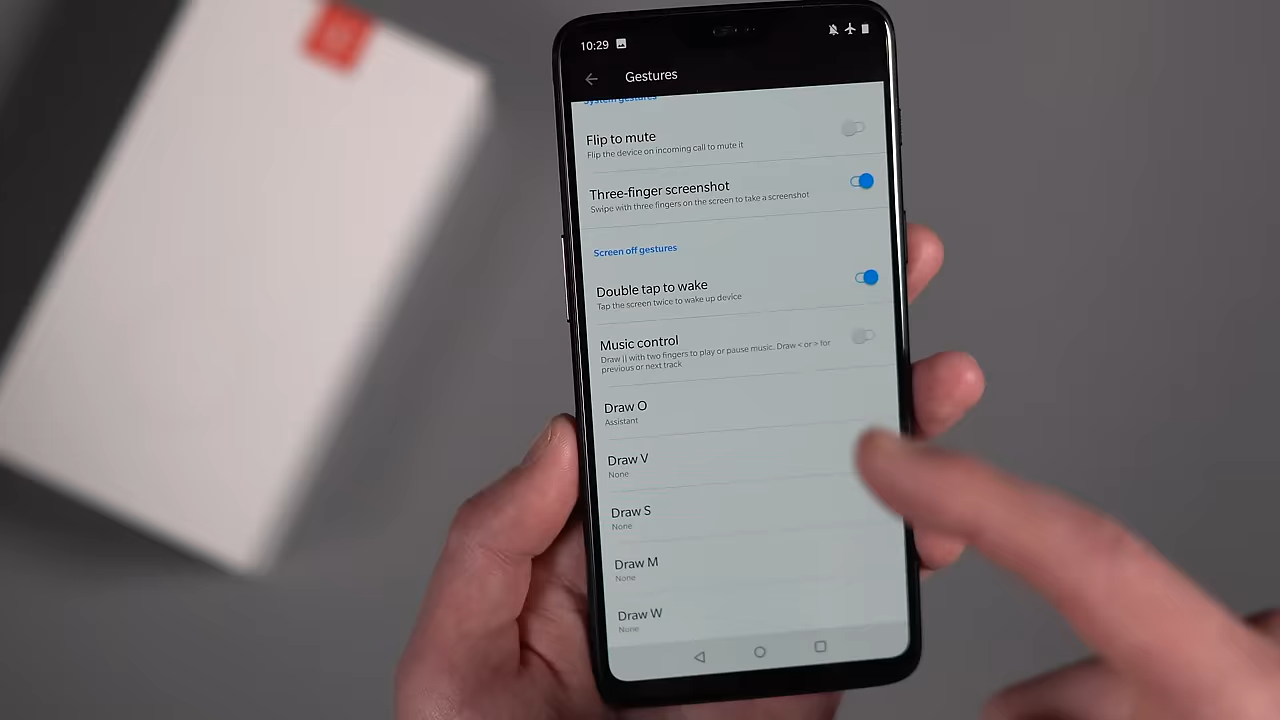 10:29
Gestures
System gestures
Flip to mute
Flip the device on incoming call to mute it
Three-finger screenshot
Swipe with three fingers on the screen to take a screenshot
Screen off gestures
Double tap to wake
Tap the screen twice to wake up device
Music control
Draw || with two fingers to play or pause music. Draw < or > for
previous or next track
Draw O
Assistant
Draw V
None
Draw S
None
Draw M
None
Draw W
None